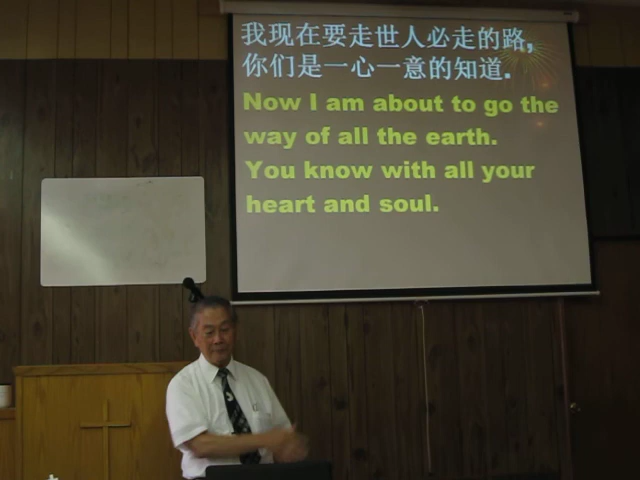 我现在要走世人必走的路,
你们是一心一意的知道.
Now I am about to go the
way of all the earth.
You know with all your
heart and soul.